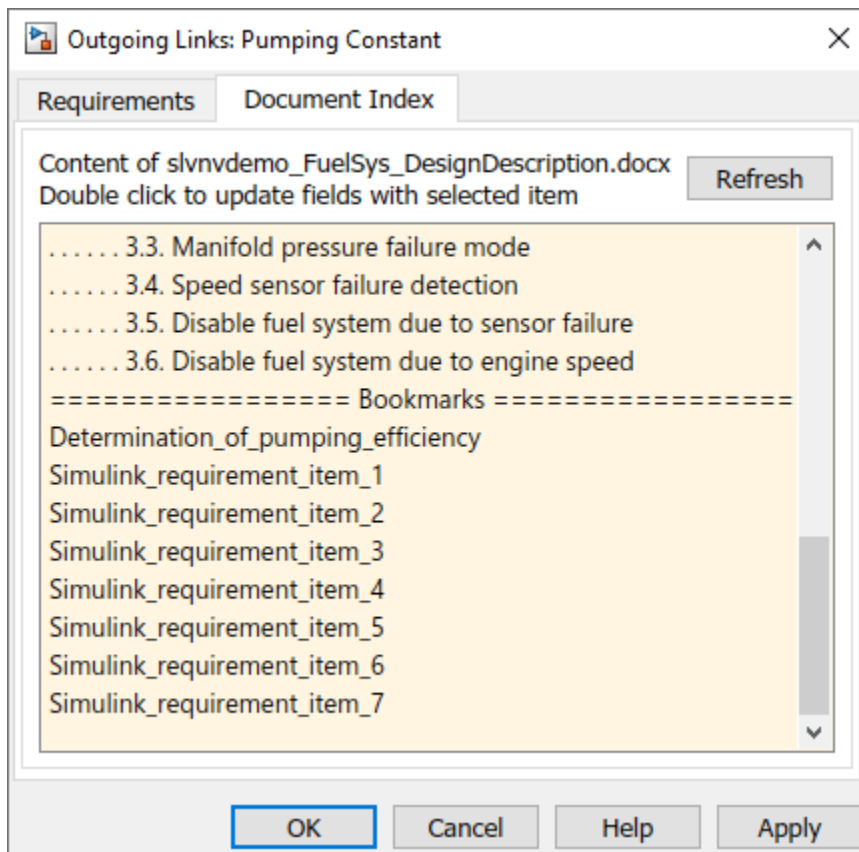 Outgoing Links: Pumping Constant
Requirements Document Index
Content of slvnvdemo_FuelSys_DesignDescription.docx
Double click to update fields with selected item
Refresh
. . . . . . 3.3. Manifold pressure failure mode
. . . . . . 3.4. Speed sensor failure detection
. . . . . . 3.5. Disable fuel system due to sensor failure
. . . . . . 3.6. Disable fuel system due to engine speed
================= Bookmarks =================
Determination_of_pumping_efficiency
Simulink_requirement_item_1
Simulink_requirement_item_2
Simulink_requirement_item_3
Simulink_requirement_item_4
Simulink_requirement_item_5
Simulink_requirement_item_6
Simulink_requirement_item_7
OK Cancel Help Apply